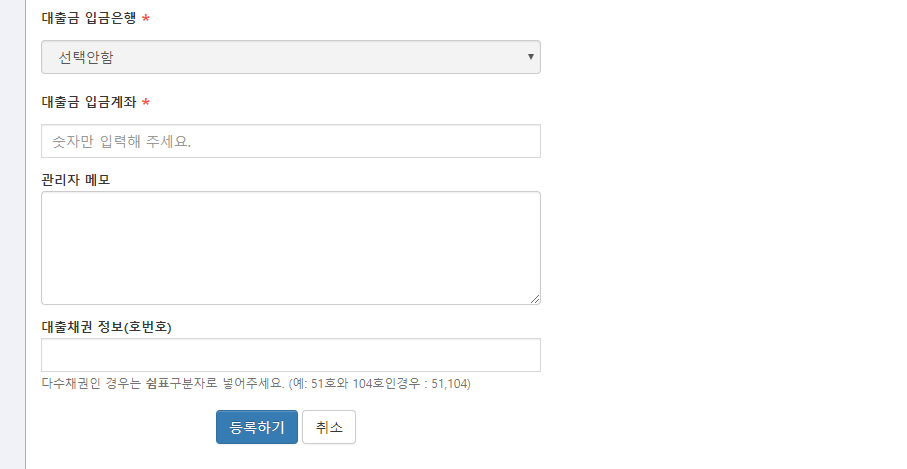 대출금 입금은행 *
선택안함
대출금 입금계좌 *
숫자만 입력해 주세요.
관리자 메모
대출채권 정보(호번호)
다수채권인 경우는 쉼표구분자로 넣어주세요. (예: 51호와 104호인경우 : 51,104)
등록하기 취소